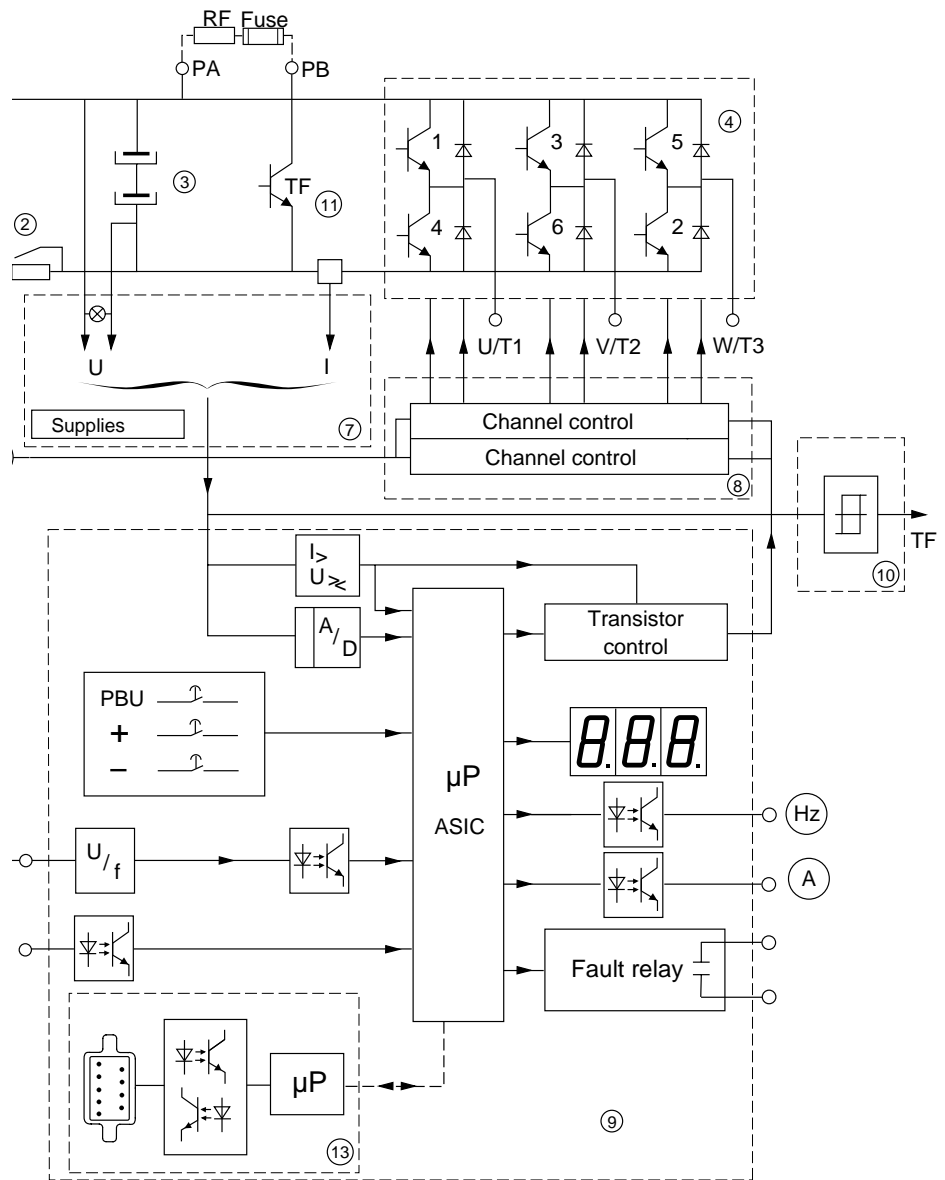 RF Fuse
PA PB
1 3 5 4
3
TF
11
2
4 6 2
U I
U/T1 V/T2 W/T3
Supplies
7
Channel control
Channel control
8
TF
10
I>
U≷
A/D
Transistor
control
PBU
+
−
8.8.8.
µP
ASIC
Hz
U/f
A
Fault relay
µP
13
9